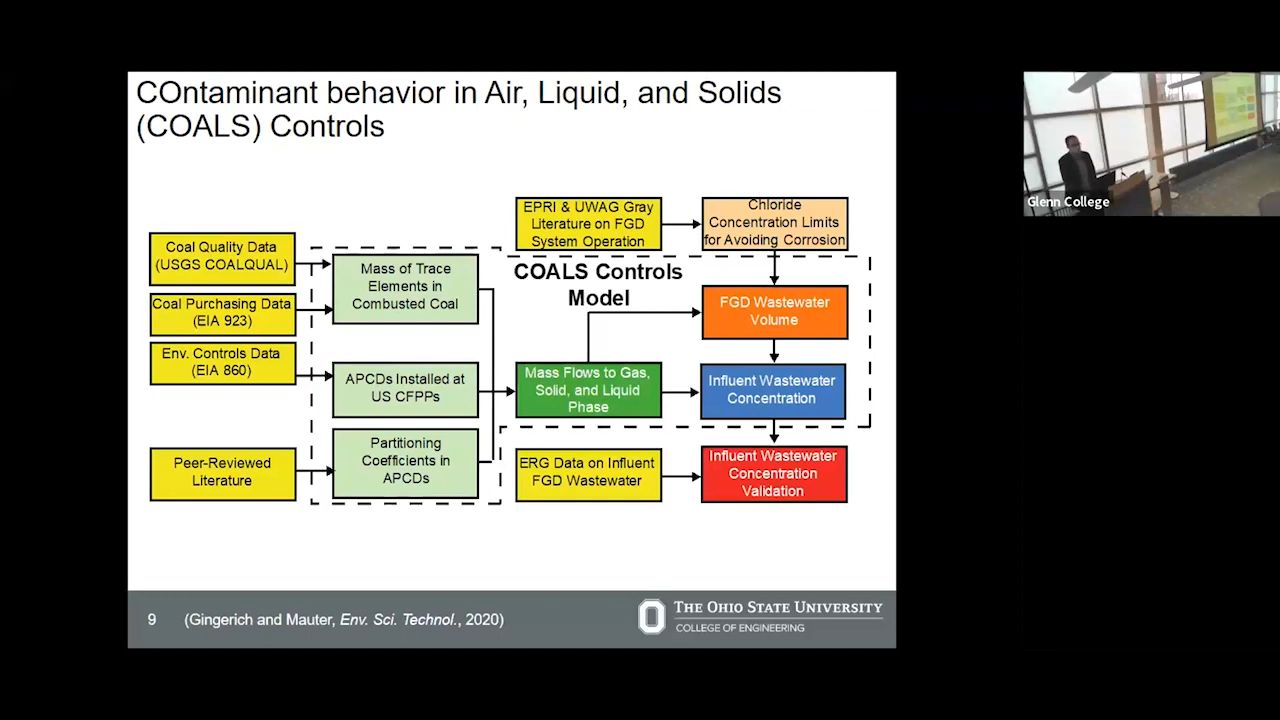 COntaminant behavior in Air, Liquid, and Solids
(COALS) Controls
Coal Quality Data
(USGS COALQUAL)
Coal Purchasing Data
(EIA 923)
Env. Controls Data
(EIA 860)
Peer-Reviewed
Literature
Mass of Trace
Elements in
Combusted Coal
APCDs Installed at
US CFPPs
Partitioning
Coefficients in
APCDs
EPRI & UWAG Gray
Literature on FGD
System Operation
COALS Controls
Model
Mass Flows to Gas,
Solid, and Liquid
Phase
ERG Data on Influent
FGD Wastewater
Chloride
Concentration Limits
for Avoiding Corrosion
FGD Wastewater
Volume
Influent Wastewater
Concentration
Influent Wastewater
Concentration
Validation
9
(Gingerich and Mauter, Env. Sci. Technol., 2020)
THE OHIO STATE UNIVERSITY
COLLEGE OF ENGINEERING
Glenn College